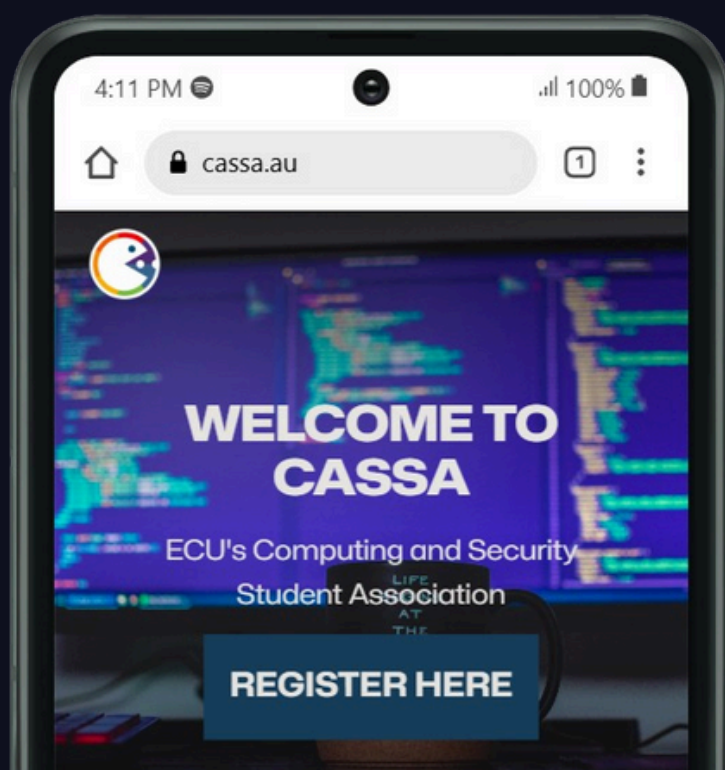 4:11 PM 100%
1
cassa.au
WELCOME TO
CASSA
ECU's Computing and Security
LIFE
Student Association
AT
THE
REGISTER HERE